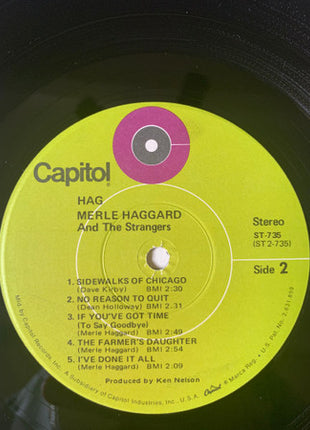 Capitol®
HAG
MERLE HAGGARD
And The Strangers
Stereo
ST-735
(ST 2-735)
Side 2
1. SIDEWALKS OF CHICAGO
(Dave Kirby) BMI 2:30
2. NO REASON TO QUIT
(Dean Holloway) BMI 2:31
3. IF YOU'VE GOT TIME
(To Say Goodbye)
(Merle Haggard) BMI 2:49
4. THE FARMER'S DAUGHTER
(Merle Haggard) BMI 2:54
5. I'VE DONE IT ALL
(Merle Haggard) BMI
Produced by Ken Nelson
Mfd. by Capitol Records, Inc., A Subsidiary of Capitol Industries, Inc., U.S.A. Capitol ® Marca Reg.